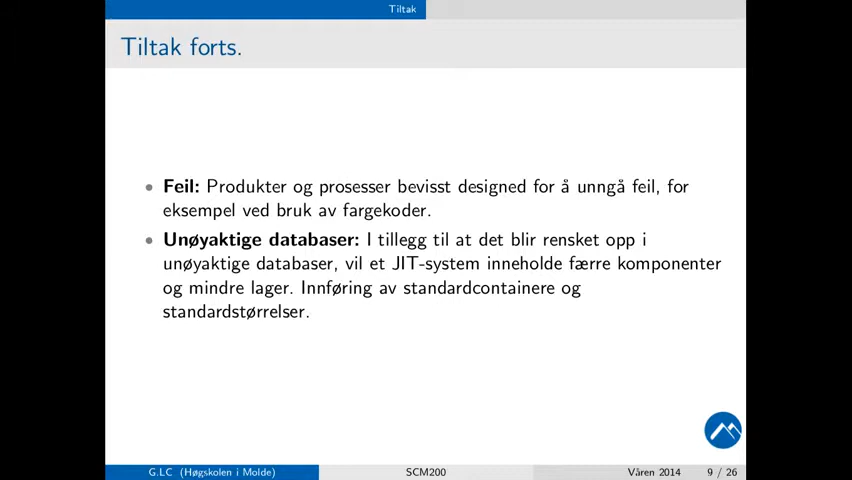 Tiltak
Tiltak forts.
• Feil: Produkter og prosesser bevisst designed for å unngå feil, for
eksempel ved bruk av fargekoder.
• Unøyaktige databaser: I tillegg til at det blir rensket opp i
unøyaktige databaser, vil et JIT-system inneholde færre komponenter
og mindre lager. Innføring av standardcontainere og
standardstørrelser.
G.LC (Høgskolen i Molde) SCM200 Våren 2014 9 / 26